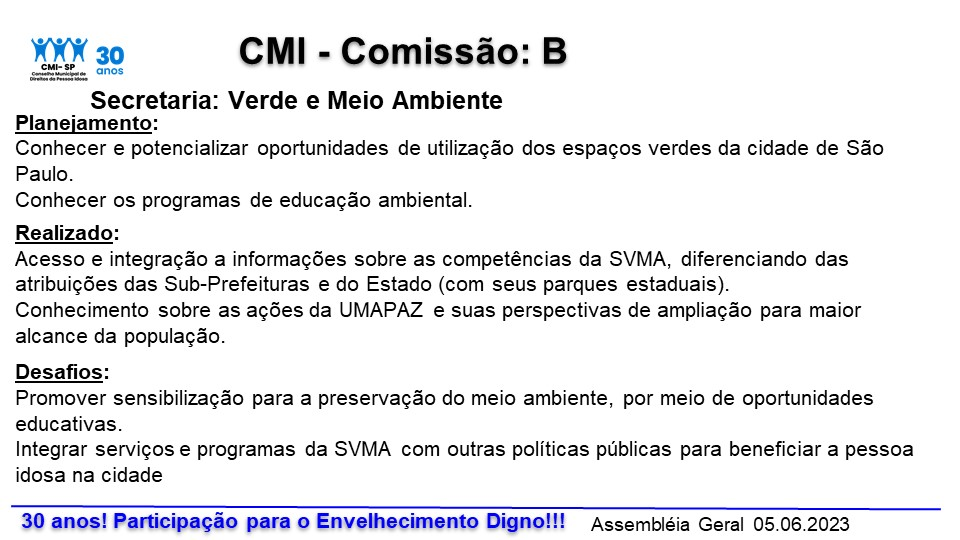 CMI - Comissão: B
CMI- SP
Conselho Municipal de
Direitos da Pessoa Idosa
30
anos
Secretaria: Verde e Meio Ambiente
Planejamento:
Conhecer e potencializar oportunidades de utilização dos espaços verdes da cidade de São
Paulo.
Conhecer os programas de educação ambiental.
Realizado:
Acesso e integração a informações sobre as competências da SVMA, diferenciando das
atribuições das Sub-Prefeituras e do Estado (com seus parques estaduais).
Conhecimento sobre as ações da UMAPAZ e suas perspectivas de ampliação para maior
alcance da população.
Desafios:
Promover sensibilização para a preservação do meio ambiente, por meio de oportunidades
educativas.
Integrar serviços e programas da SVMA com outras políticas públicas para beneficiar a pessoa
idosa na cidade
30 anos! Participação para o Envelhecimento Digno!!! Assembléia Geral 05.06.2023